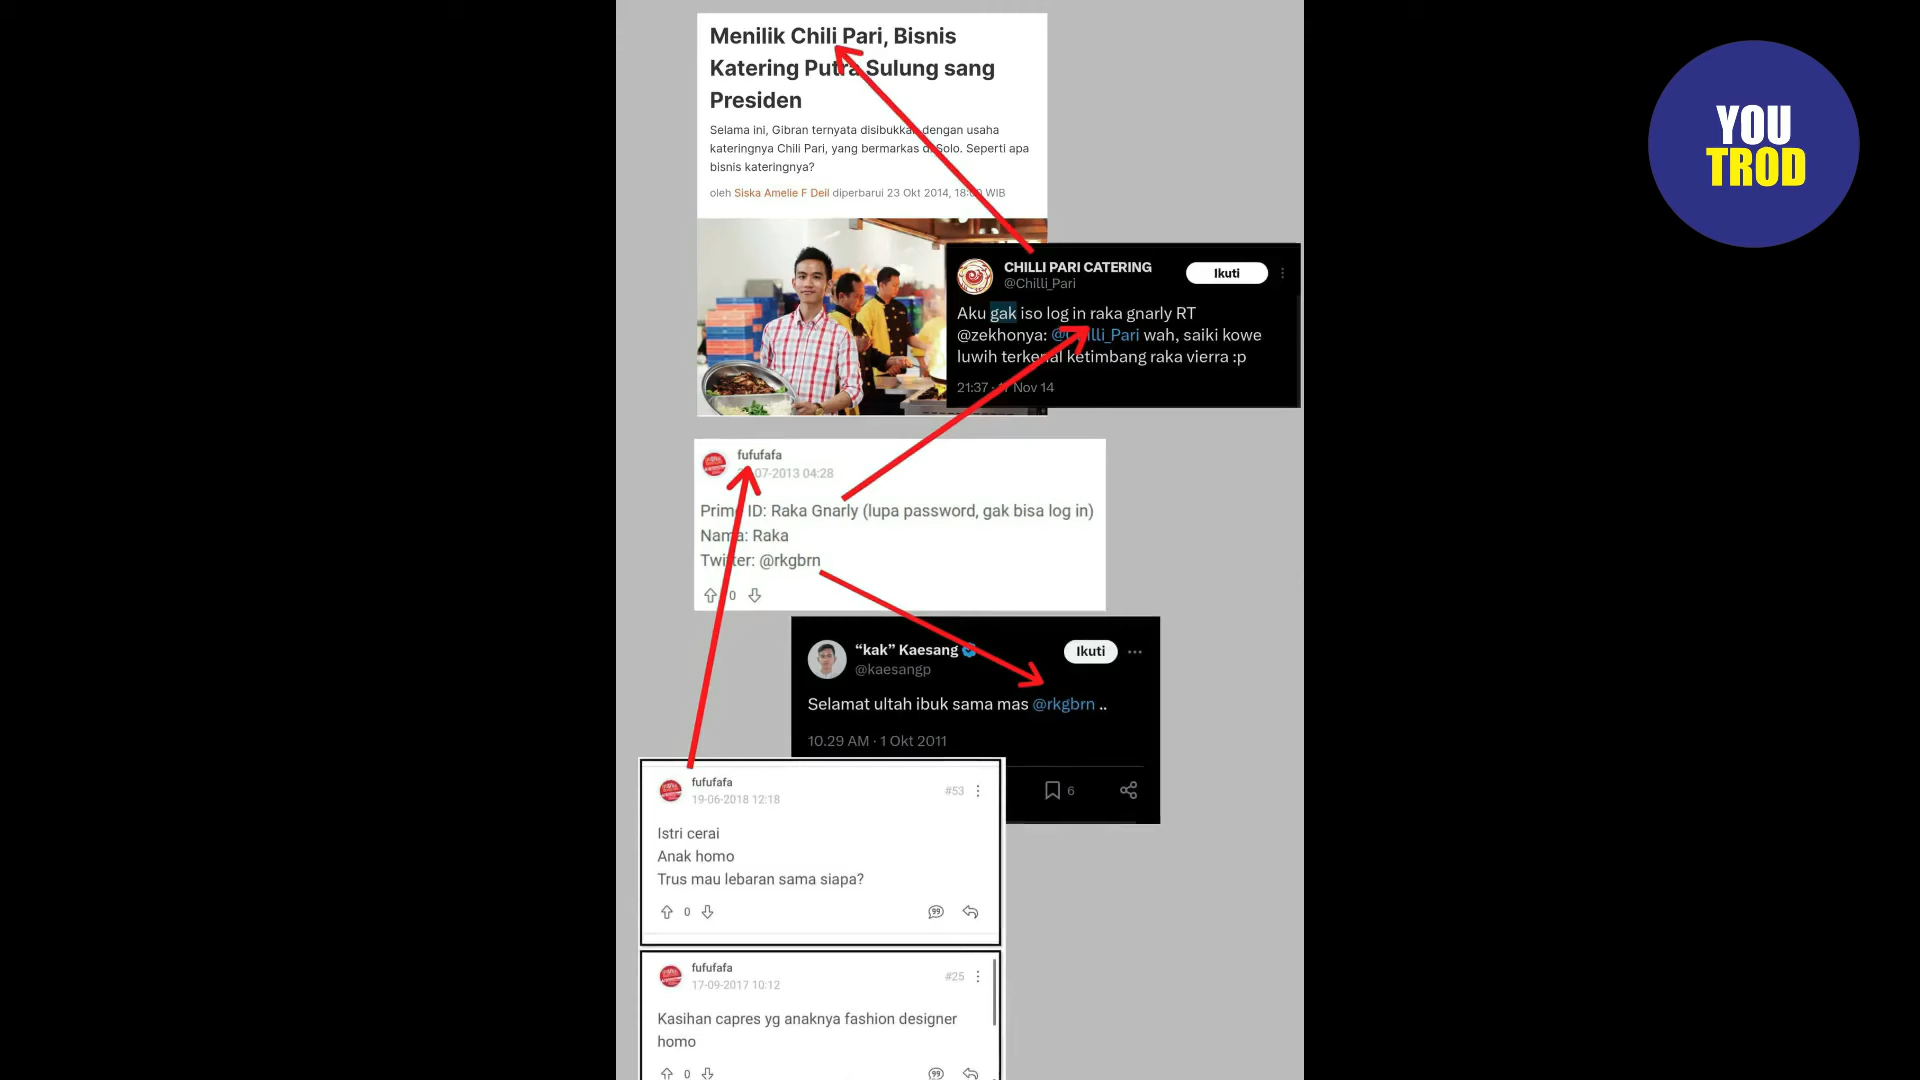 Menilik Chili Pari, Bisnis
Katering Putra Sulung sang
Presiden
Selama ini, Gibran ternyata disibukkan dengan usaha
kateringnya Chili Pari, yang bermarkas di Solo. Seperti apa
bisnis kateringnya?
oleh Siska Amelie F Deil diperbarui 23 Okt 2014, 18:00 WIB
YOU
TROD
CHILLI PARI CATERING
@Chilli_Pari
Ikuti
Aku gak iso log in raka gnarly RT
@zekhonya: @Chilli_Pari wah, saiki kowe
luwih terkenal ketimbang raka vierra :p
21:37 · Nov 14
fufufafa
07-2013 04:28
Prime ID: Raka Gnarly (lupa password, gak bisa log in)
Nama: Raka
Twitter: @rkgbrn
0
“kak” Kaesang
@kaesangp
Ikuti
Selamat ultah ibuk sama mas @rkgbrn ..
10.29 AM · 1 Okt 2011
6
fufufafa
19-06-2018 12:18
#53
Istri cerai
Anak homo
Trus mau lebaran sama siapa?
0
fufufafa
17-09-2017 10:12
#25
Kasihan capres yg anaknya fashion designer
homo
0